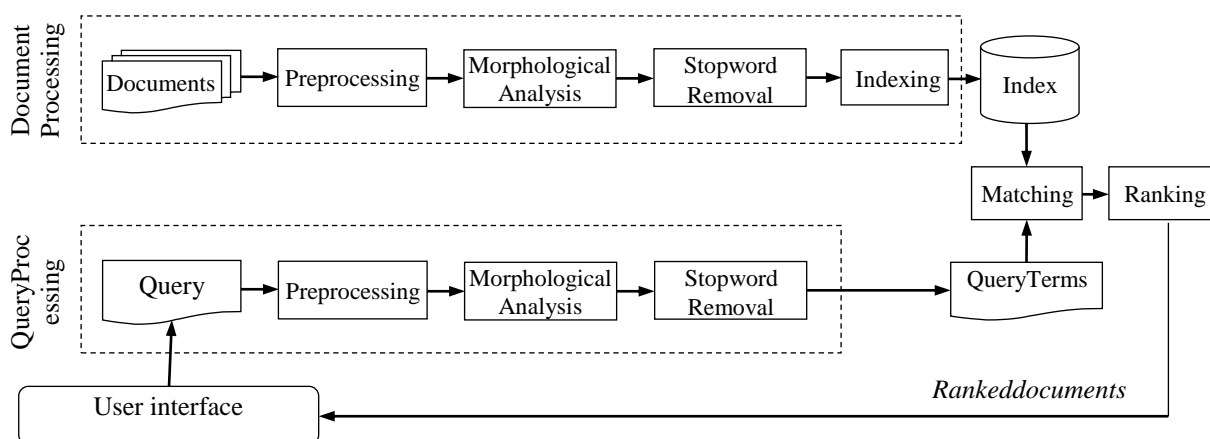 Document
Processing
Documents
Preprocessing
Morphological
Analysis
Stopword
Removal
Indexing
Index
Matching
Ranking
QueryProc
essing
Query
Preprocessing
Morphological
Analysis
Stopword
Removal
QueryTerms
Rankeddocuments
User interface